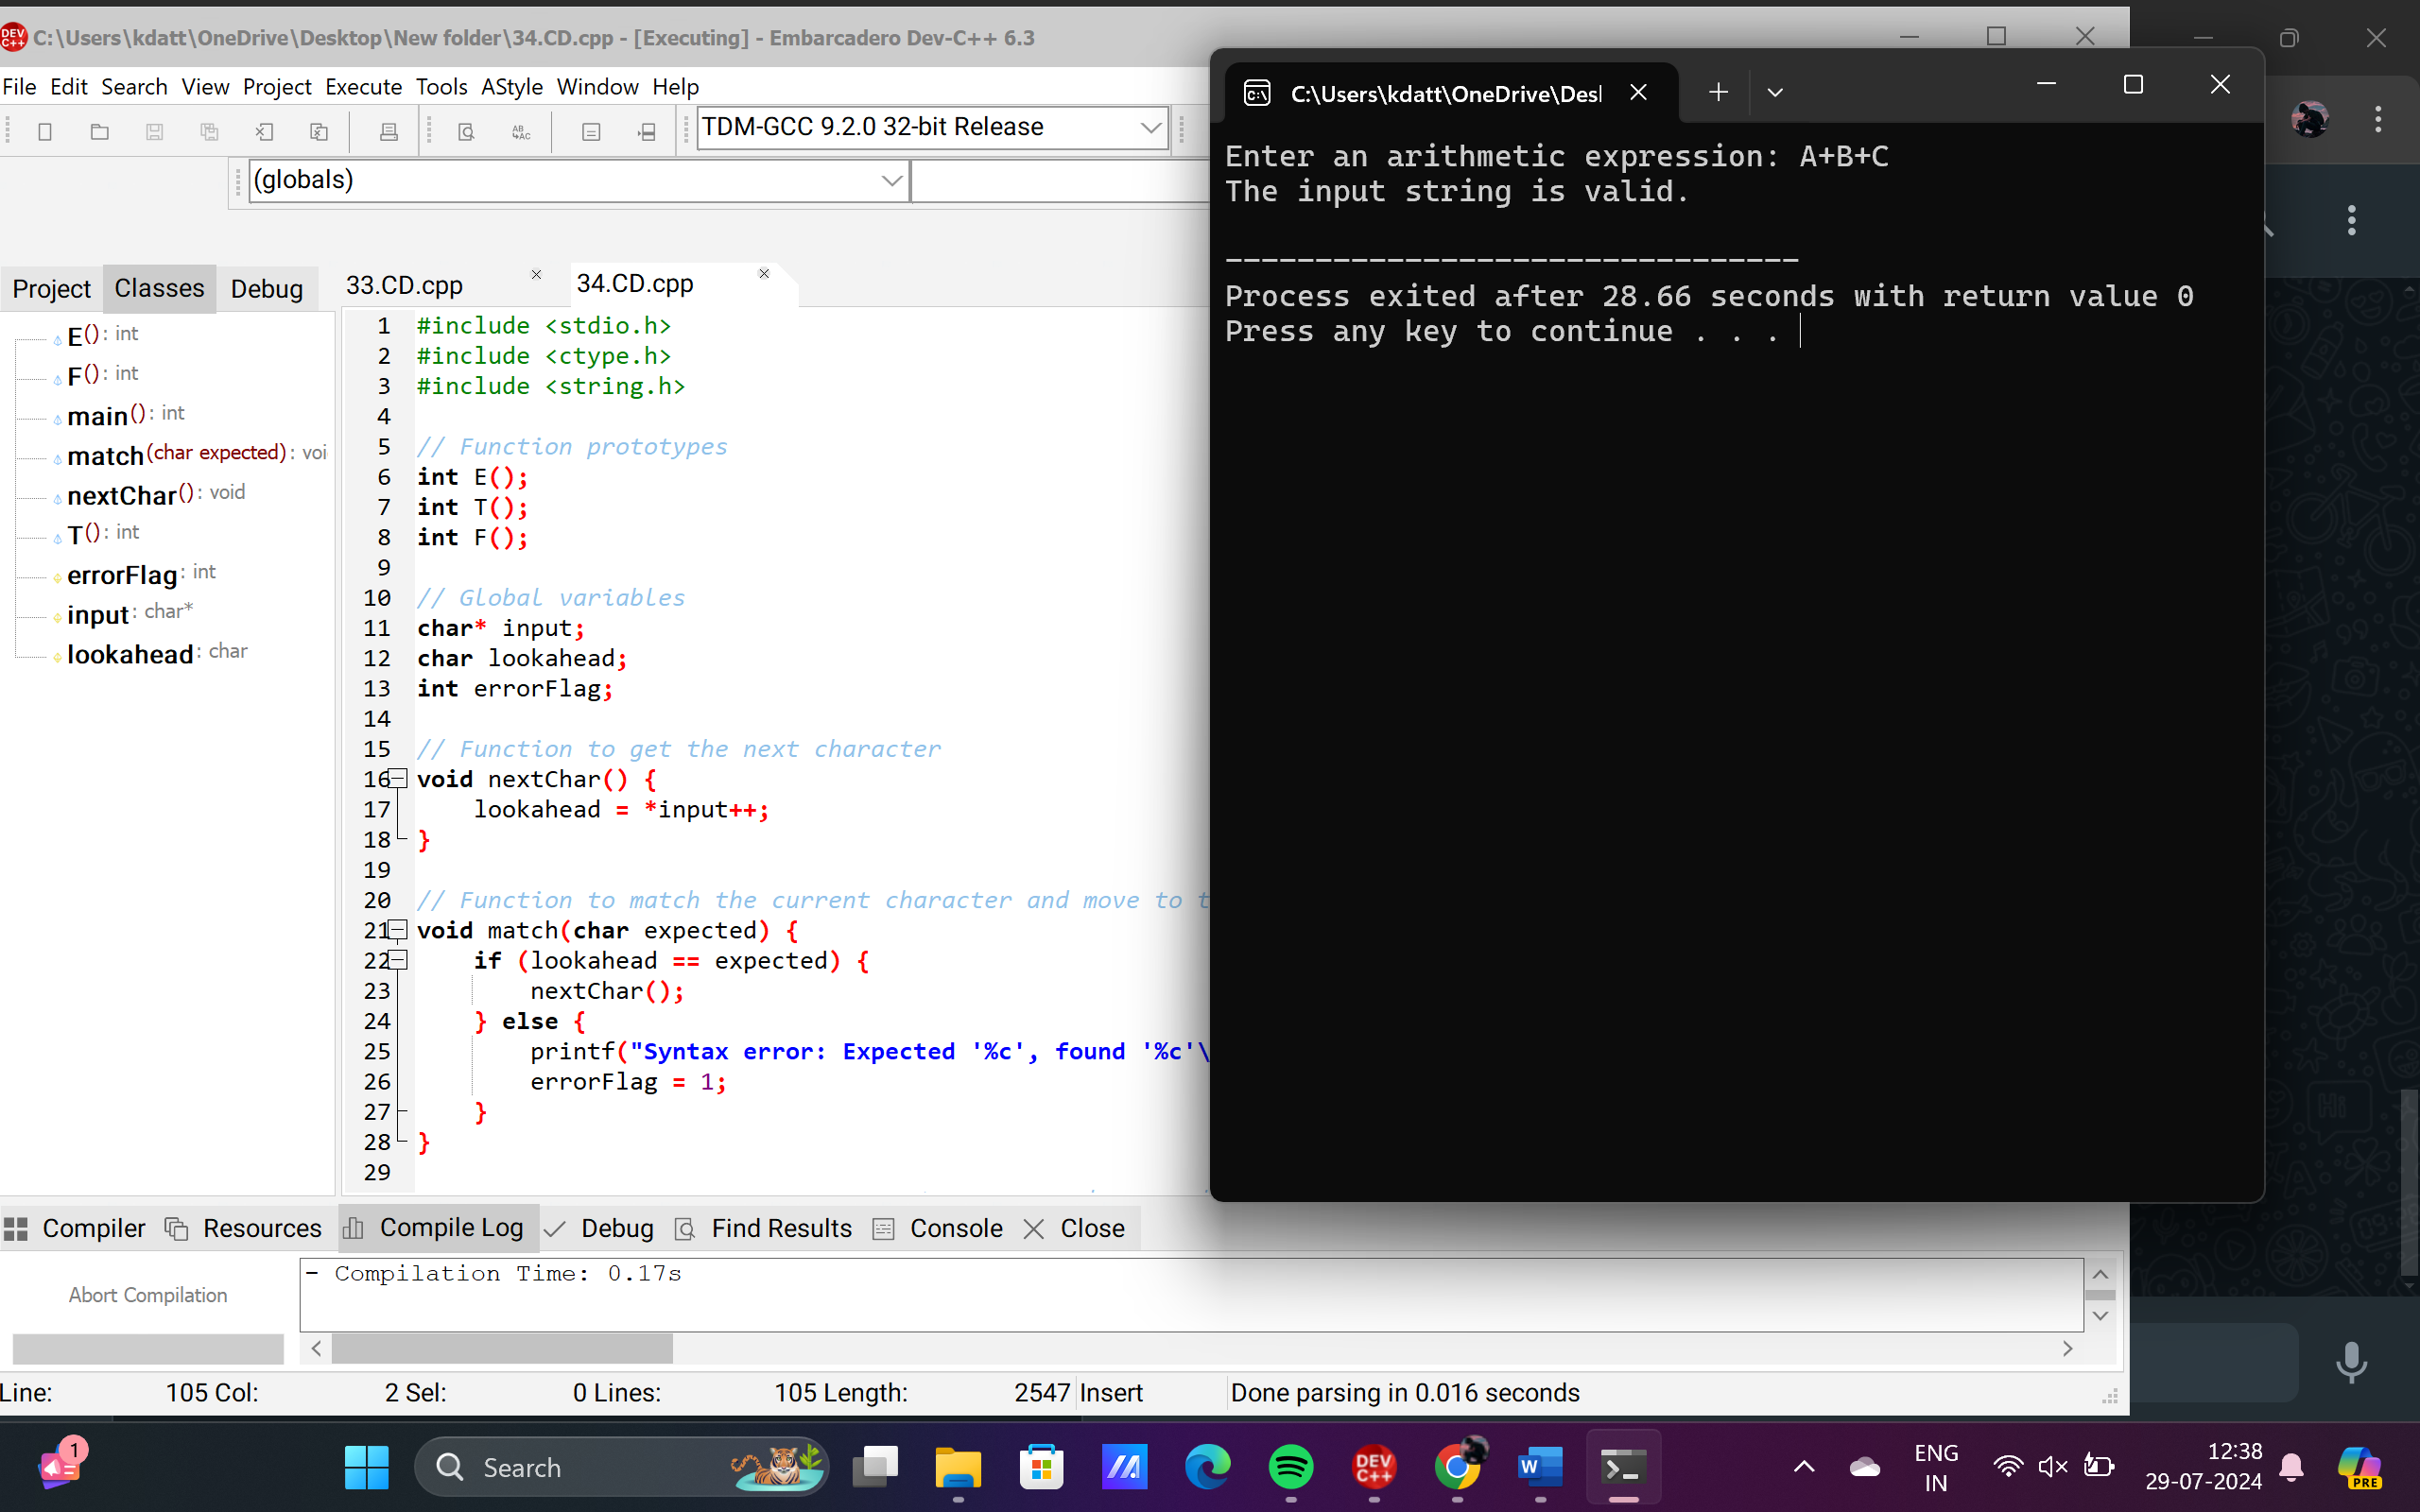 C:\Users\kdatt\OneDrive\Desktop\New folder\34.CD.cpp - [Executing] - Embarcadero Dev-C++ 6.3
File Edit Search View Project Execute Tools AStyle Window Help
TDM-GCC 9.2.0 32-bit Release
(globals)
Project Classes Debug
E(): int
F(): int
main(): int
match(char expected): voi
nextChar(): void
T(): int
errorFlag: int
input: char*
lookahead: char
33.CD.cpp 34.CD.cpp
1 #include <stdio.h>
2 #include <ctype.h>
3 #include <string.h>
4
5 // Function prototypes
6 int E();
7 int T();
8 int F();
9
10 // Global variables
11 char* input;
12 char lookahead;
13 int errorFlag;
14
15 // Function to get the next character
16 void nextChar() {
17 lookahead = *input++;
18 }
19
20 // Function to match the current character and move to t
21 void match(char expected) {
22 if (lookahead == expected) {
23 nextChar();
24 } else {
25 printf("Syntax error: Expected '%c', found '%c'\
26 errorFlag = 1;
27 }
28 }
29
C:\Users\kdatt\OneDrive\Desl
Enter an arithmetic expression: A+B+C
The input string is valid.
--------------------------------
Process exited after 28.66 seconds with return value 0
Press any key to continue . . .
Compiler Resources Compile Log Debug Find Results Console Close
Abort Compilation
- Compilation Time: 0.17s
Line: 105 Col: 2 Sel: 0 Lines: 105 Length: 2547 Insert Done parsing in 0.016 seconds
1
Search
DEV C++
W
PRE
ENG
IN
12:38
29-07-2024